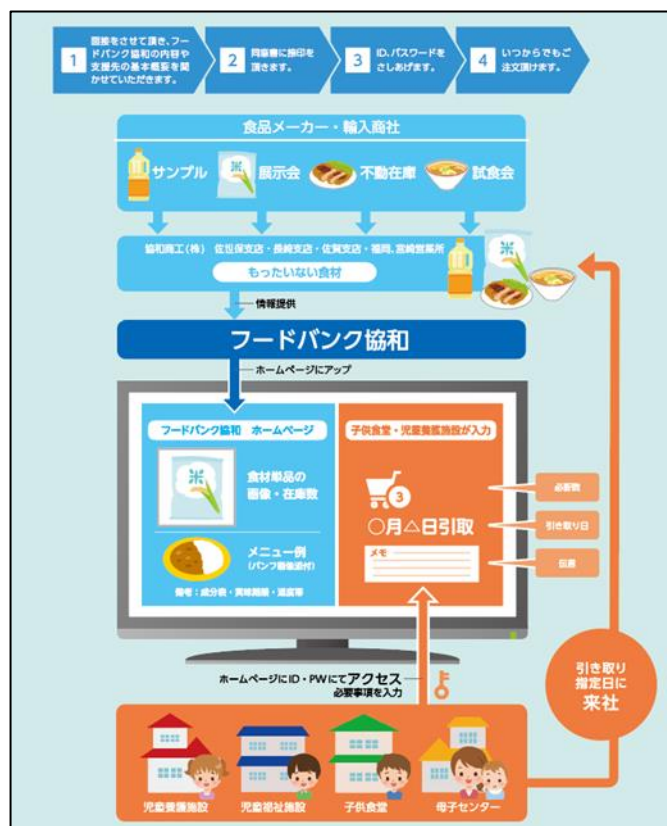 1
面接をさせて頂き、フー
ドバンク協和の内容や
支援先の基本概要を聞
かせていただきます。
2
同意書に捺印を
頂きます。
3
ID、パスワードを
さしあげます。
4
いつからでもご
注文頂けます。
食品メーカー・輸入商社
サンプル
米
展示会
不動在庫
試食会
協和商工(株) 佐世保支店・長崎支店・佐賀支店・福岡、宮崎営業所
もったいない食材
米
情報提供
フードバンク協和
ホームページにアップ
フードバンク協和 ホームページ
米
食材単品の
画像・在庫数
メニュー例
(パンフ画像添付)
備考:成分表・賞味期限・温度帯
子供食堂・児童養護施設が入力
3
〇月△日引取
メモ
必要数
引き取り日
伝言
ホームページにID・PWにてアクセス
必要事項を入力
引き取り
指定日に
来社
児童養護施設
児童福祉施設
子供食堂
母子センター